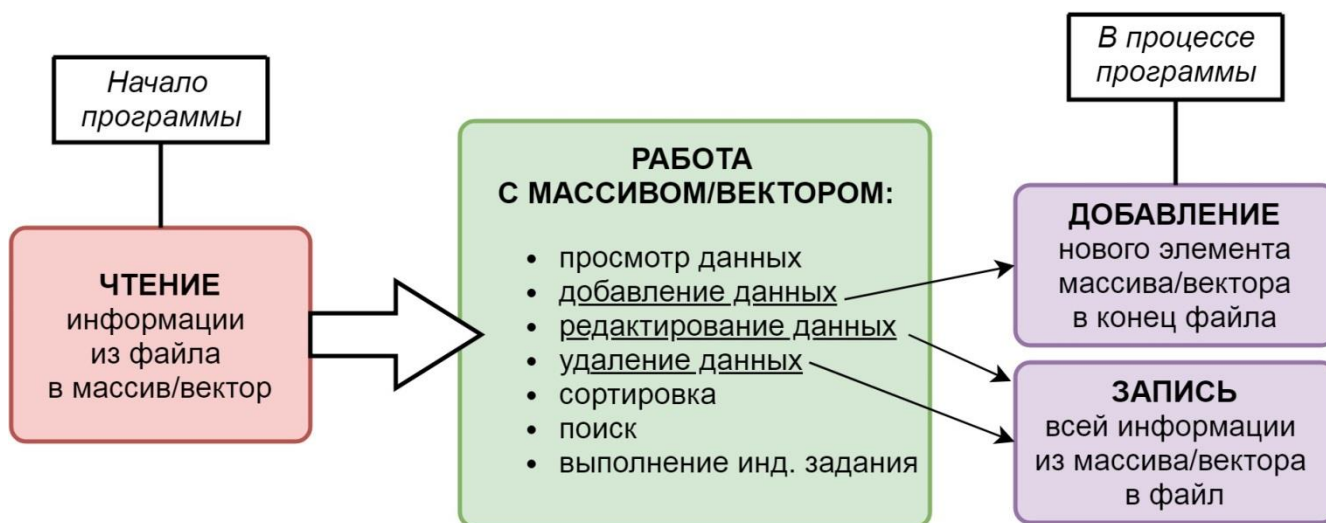 Начало
программы
ЧТЕНИЕ
информации
из файла
в массив/вектор
РАБОТА
С МАССИВОМ/ВЕКТОРОМ:
• просмотр данных
• добавление данных
• редактирование данных
• удаление данных
• сортировка
• поиск
• выполнение инд. задания
В процессе
программы
ДОБАВЛЕНИЕ
нового элемента
массива/вектора
в конец файла
ЗАПИСЬ
всей информации
из массива/вектора
в файл